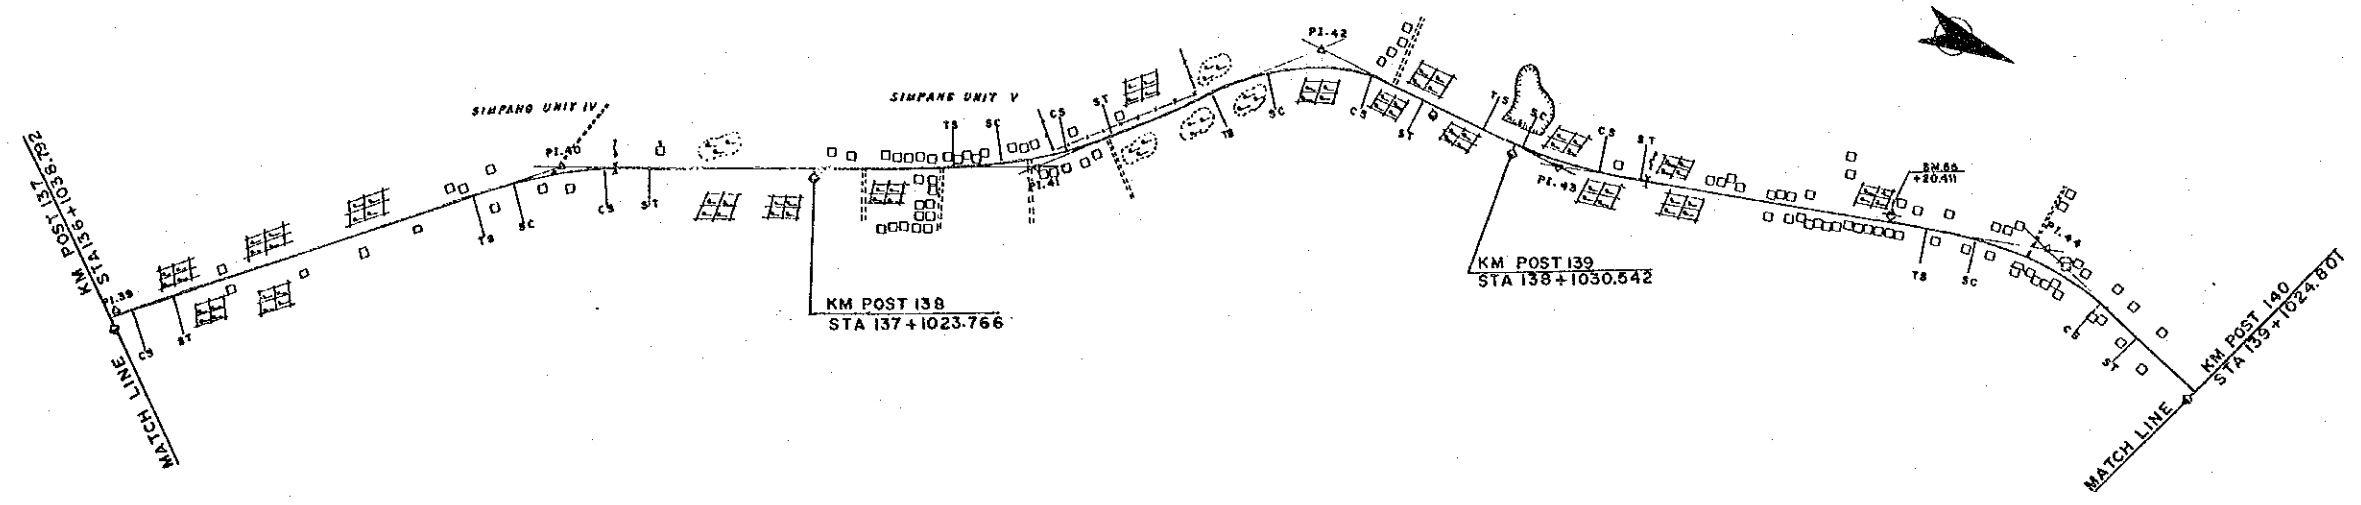 KM POST 137
STA 136+1038.792
MATCH LINE
PI.39
CS
ST
TS
SC
SIMPANG UNIT IV
PI.40
CS
ST
KM POST 138
STA 137+1023.766
SIMPANG UNIT V
TS
SC
CS
ST
PI.41
TS
SC
PI.42
CS
ST
TS
SC
KM POST 139
STA 138+1030.542
PI.43
CS
ST
BM.66
+20.411
TS
SC
PI.44
CS
ST
KM POST 140
STA 139+1024.801
MATCH LINE